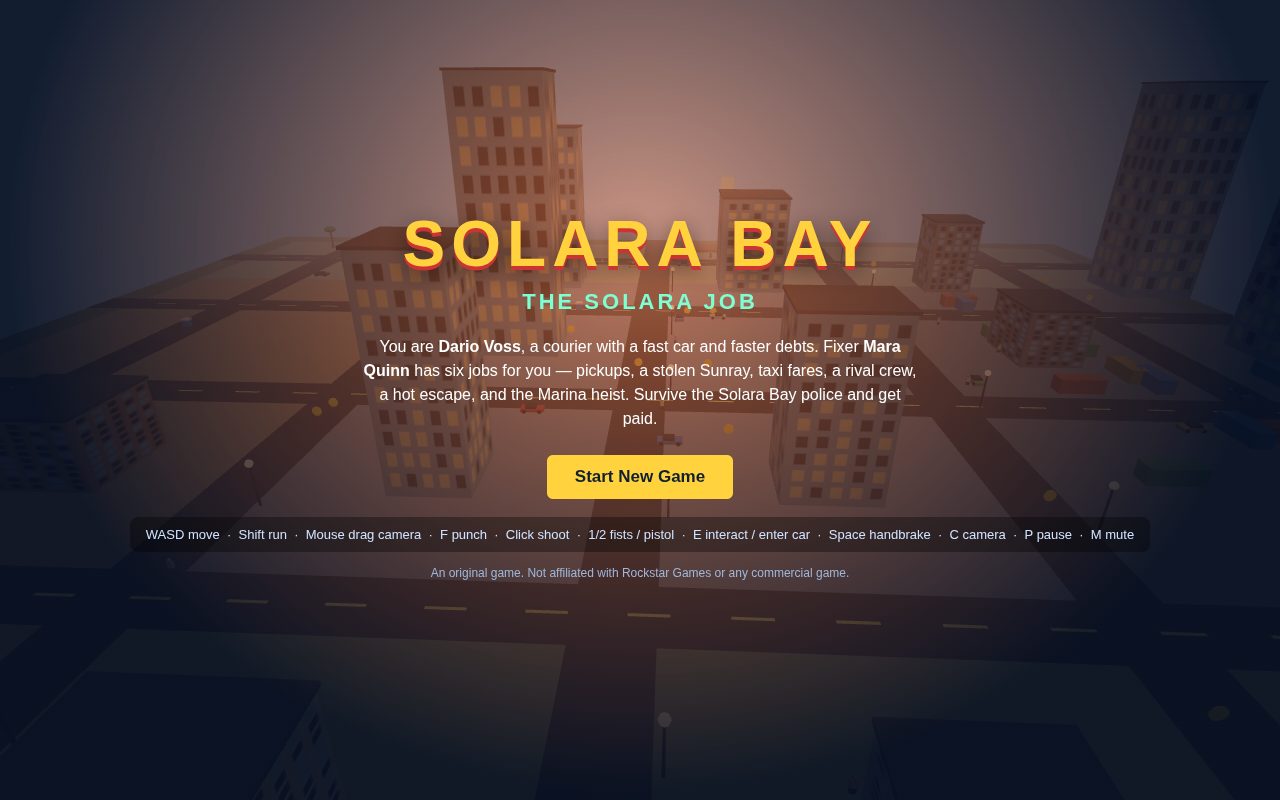 SOLARA BAY
THE SOLARA JOB
You are Dario Voss, a courier with a fast car and faster debts. Fixer Mara
Quinn has six jobs for you — pickups, a stolen Sunray, taxi fares, a rival crew,
a hot escape, and the Marina heist. Survive the Solara Bay police and get
paid.
Start New Game
WASD move · Shift run · Mouse drag camera · F punch · Click shoot · 1/2 fists / pistol · E interact / enter car · Space handbrake · C camera · P pause · M mute
An original game. Not affiliated with Rockstar Games or any commercial game.